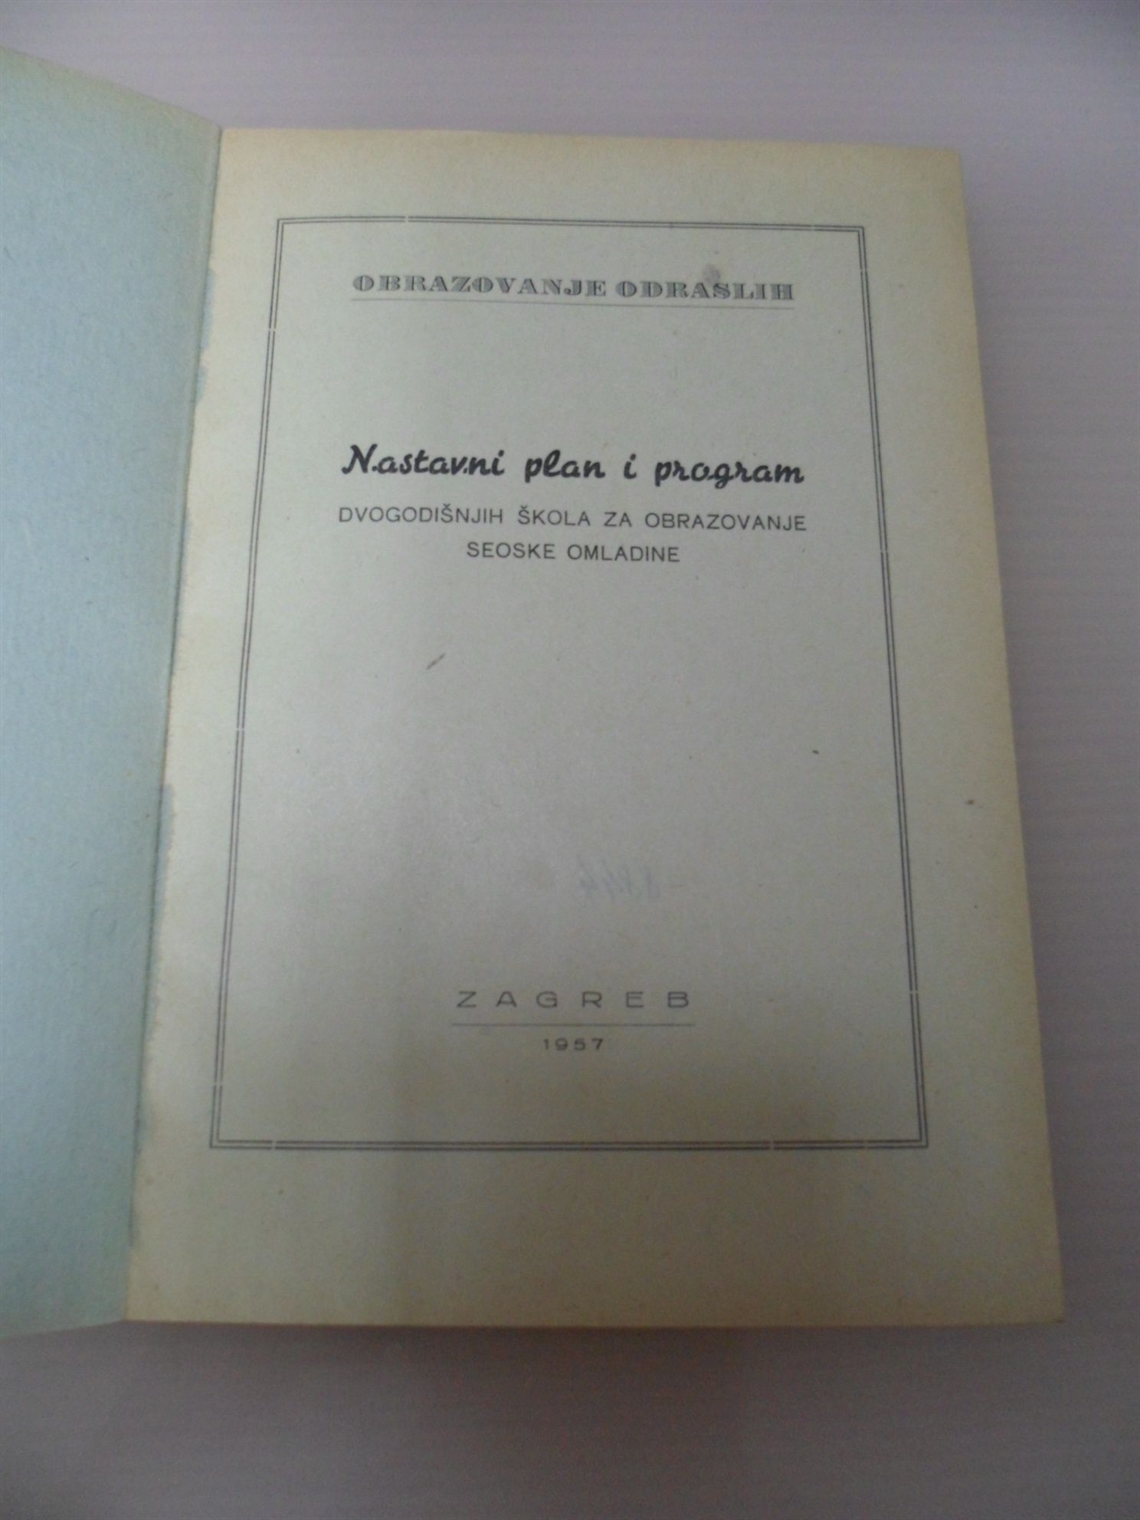 OBRAZOVANJE ODRASLIH
Nastavni plan i program
DVOGODIŠNJIH ŠKOLA ZA OBRAZOVANJE
SEOSKE OMLADINE
ZAGREB
1957